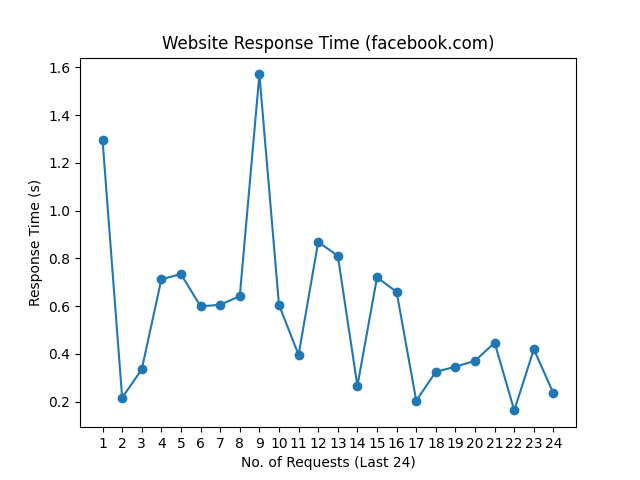 Website Response Time (facebook.com)
1.6
1.4
1.2
1.0
0.8
0.6
0.4
0.2
Response Time (s)
1 2 3 4 5 6 7 8 9 10 11 12 13 14 15 16 17 18 19 20 21 22 23 24
No. of Requests (Last 24)